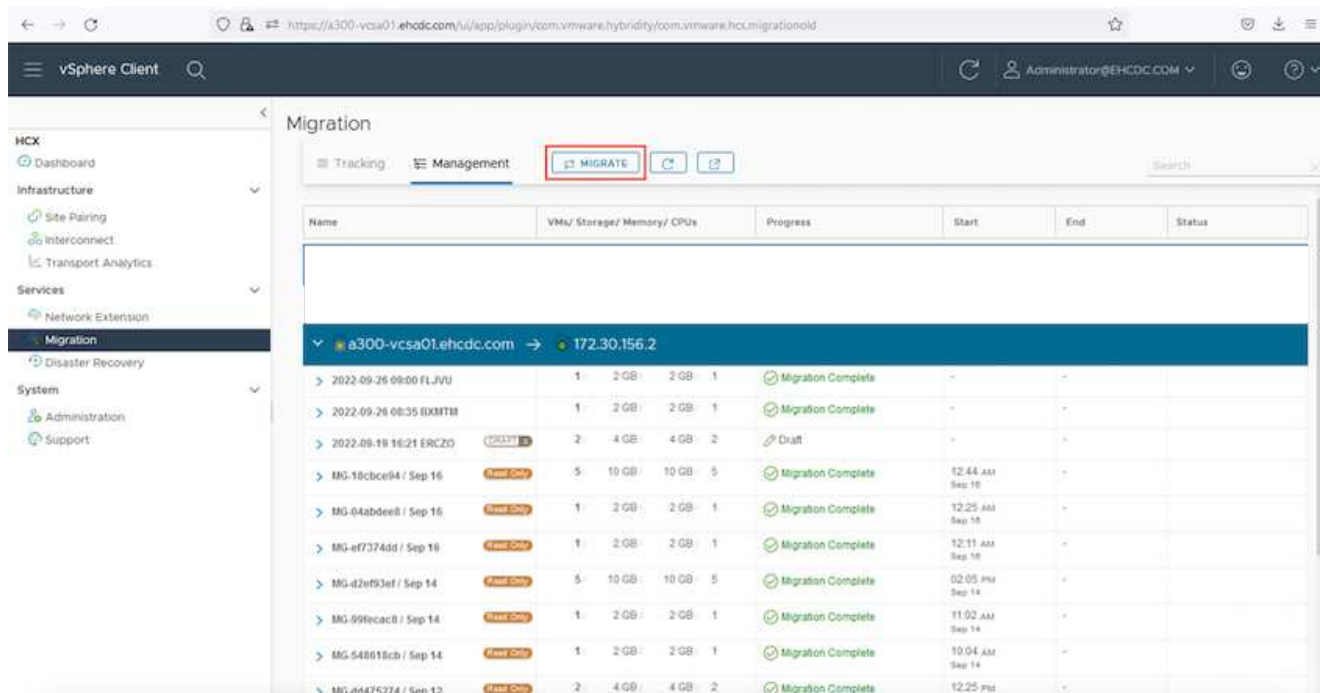 https://a300-vcsa01.ehcdc.com/ui/app/plugin/com.vmware.hybridity/com.vmware.hcx.migrationold
vSphere Client
Administrator@EHCDC.COM
Migration
HCX
Dashboard
Infrastructure
Site Pairing
Interconnect
Transport Analytics
Services
Network Extension
Migration
Disaster Recovery
System
Administration
Support
Tracking Management MIGRATE Search
Name VMs/ Storage/ Memory/ CPUs Progress Start End Status
a300-vcsa01.ehcdc.com → 172.30.156.2
2022-09-26 09:00 FLJVU 1 2 GB 2 GB 1 Migration Complete - -
2022-09-26 08:35 BXMTM 1 2 GB 2 GB 1 Migration Complete - -
2022-09-19 16:21 ERCZO DRAFT 2 4 GB 4 GB 2 Draft - -
MG-18cbce94 / Sep 16 Read Only 5 10 GB 10 GB 5 Migration Complete 12:44 AM -
Sep 16
MG-04abdee8 / Sep 16 Read Only 1 2 GB 2 GB 1 Migration Complete 12:25 AM -
Sep 16
MG-ef7374dd / Sep 16 Read Only 1 2 GB 2 GB 1 Migration Complete 12:11 AM -
Sep 16
MG-d2ef93ef / Sep 14 Read Only 5 10 GB 10 GB 5 Migration Complete 02:05 PM -
Sep 14
MG-99fecac8 / Sep 14 Read Only 1 2 GB 2 GB 1 Migration Complete 11:02 AM -
Sep 14
MG-548618cb / Sep 14 Read Only 1 2 GB 2 GB 1 Migration Complete 10:04 AM -
Sep 14
MG-dd475274 / Sep 12 Read Only 2 4 GB 4 GB 2 Migration Complete 12:25 PM -